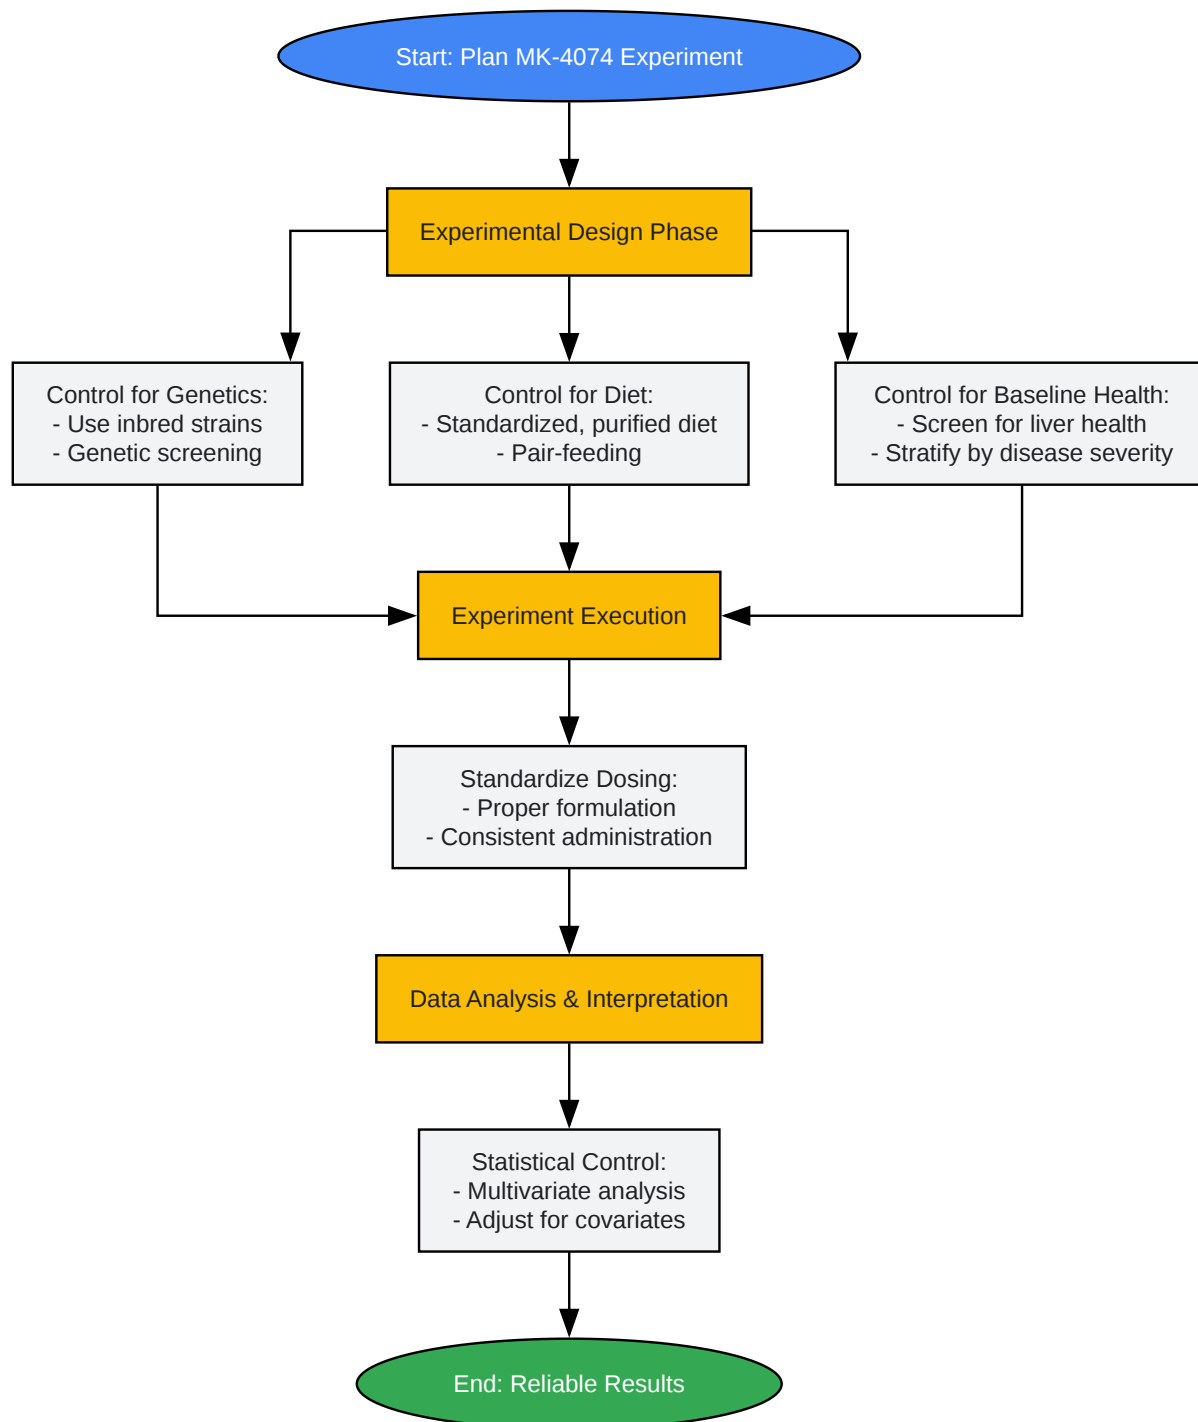 Start: Plan MK-4074 Experiment
Experimental Design Phase
Control for Genetics:
- Use inbred strains
- Genetic screening
Control for Diet:
- Standardized, purified diet
- Pair-feeding
Control for Baseline Health:
- Screen for liver health
- Stratify by disease severity
Experiment Execution
Standardize Dosing:
- Proper formulation
- Consistent administration
Data Analysis & Interpretation
Statistical Control:
- Multivariate analysis
- Adjust for covariates
End: Reliable Results